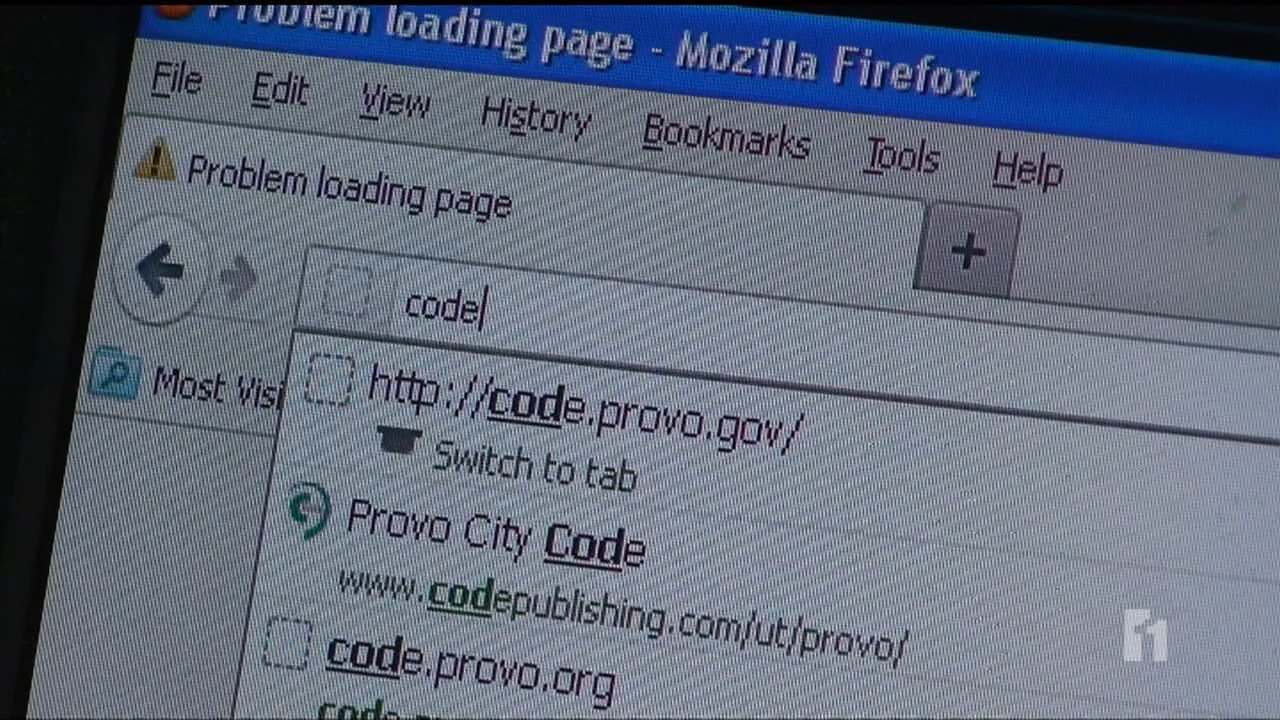 Problem loading page - Mozilla Firefox
File Edit View History Bookmarks Tools Help
Problem loading page
+
code
Most Visi
http://code.provo.gov/
Switch to tab
Provo City Code
www.codepublishing.com/ut/provo/
code.provo.org
11